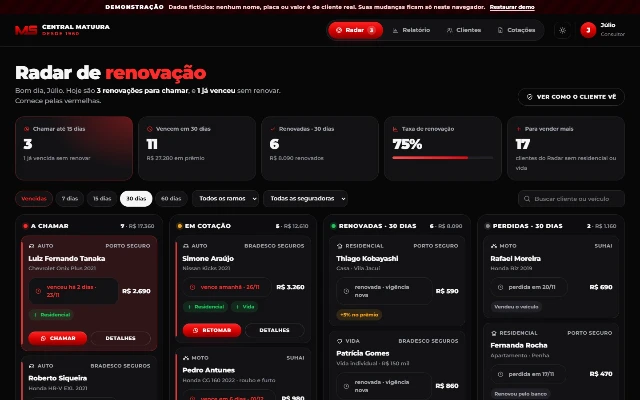 DEMONSTRAÇÃO Dados fictícios: nenhum nome, placa ou valor é de cliente real. Suas mudanças ficam só neste navegador. Restaurar demo
MS CENTRAL MATUURA
DESDE 1960
Radar 3 Relatório Clientes Cotações
J Júlio
Consultor
Radar de renovação
Bom dia, Júlio. Hoje são 3 renovações para chamar, e 1 já venceu sem renovar.
Comece pelas vermelhas.
VER COMO O CLIENTE VÊ
Chamar até 15 dias
3
1 já vencida sem renovar
Vencem em 30 dias
11
R$ 27.280 em prêmio
Renovadas · 30 dias
6
R$ 8.090 renovados
Taxa de renovação
75%
Para vender mais
17
clientes do Radar sem residencial ou vida
Vencidas 7 dias 15 dias 30 dias 60 dias Todos os ramos Todas as seguradoras
Buscar cliente ou veículo
A CHAMAR 7 · R$ 17.360
AUTO PORTO SEGURO
Luiz Fernando Tanaka
Chevrolet Onix Plus 2021
venceu há 2 dias · 23/11
R$ 2.690
+ Residencial
CHAMAR DETALHES
AUTO BRADESCO SEGUROS
Roberto Siqueira
Honda HR-V EXL 2021
EM COTAÇÃO 5 · R$ 12.610
AUTO BRADESCO SEGUROS
Simone Araújo
Nissan Kicks 2021
vence amanhã · 26/11
R$ 3.260
+ Residencial + Vida
RETOMAR DETALHES
MOTO SUHAI
Pedro Antunes
Honda CG 160 2022 · roubo e furto
vence em 6 dias · 01/12
R$ 980
RENOVADAS · 30 DIAS 6 · R$ 8.090
RESIDENCIAL PORTO SEGURO
Thiago Kobayashi
Casa · Vila Jacuí
renovada · vigência nova
R$ 590
+5% no prêmio
VIDA BRADESCO SEGUROS
Patrícia Gomes
Vida individual · R$ 150 mil
renovada · vigência nova
R$ 860
PERDIDAS · 30 DIAS 2 · R$ 1.160
MOTO SUHAI
Rafael Moreira
Honda Biz 2019
perdida em 20/11
R$ 690
Vendeu o veículo
RESIDENCIAL PORTO SEGURO
Fernanda Rocha
Apartamento · Penha
perdida em 17/11
R$ 470
Renovou pelo banco